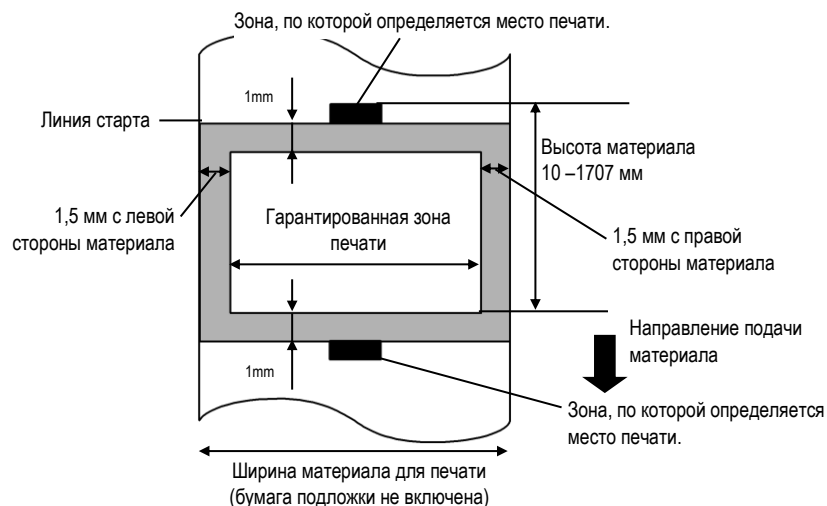 Зона, по которой определяется место печати.
1mm
Линия старта
Высота материала
10 –1707 мм
1,5 мм с левой
стороны материала
Гарантированная зона
печати
1,5 мм с правой
стороны материала
Направление подачи
материала
1mm
Зона, по которой определяется
место печати.
Ширина материала для печати
(бумага подложки не включена)